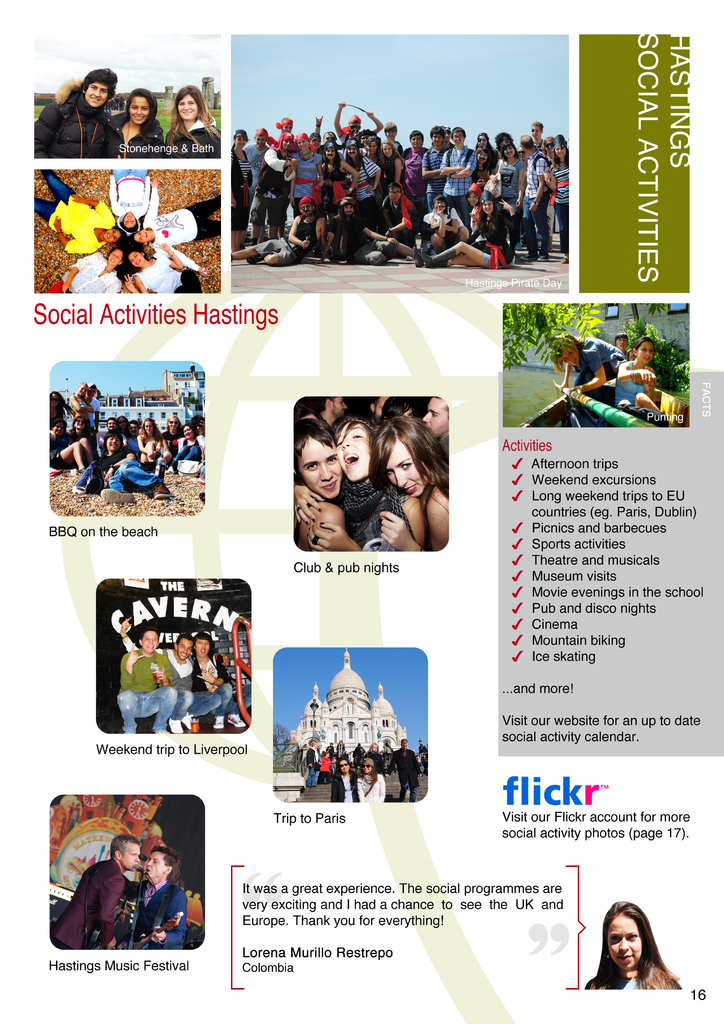 HASTINGS
SOCIAL ACTIVITIES
Stonehenge & Bath
Hastings Pirate Day
Social Activities Hastings
Punting
FACTS
BBQ on the beach
Club & pub nights
THE
CAVERN
Weekend trip to Liverpool
Trip to Paris
Hastings Music Festival
Activities
✓ Afternoon trips
✓ Weekend excursions
✓ Long weekend trips to EU
countries (eg. Paris, Dublin)
✓ Picnics and barbecues
✓ Sports activities
✓ Theatre and musicals
✓ Museum visits
✓ Movie evenings in the school
✓ Pub and disco nights
✓ Cinema
✓ Mountain biking
✓ Ice skating
...and more!
Visit our website for an up to date
social activity calendar.
flickr™
Visit our Flickr account for more
social activity photos (page 17).
It was a great experience. The social programmes are
very exciting and I had a chance to see the UK and
Europe. Thank you for everything!
Lorena Murillo Restrepo
Colombia
16